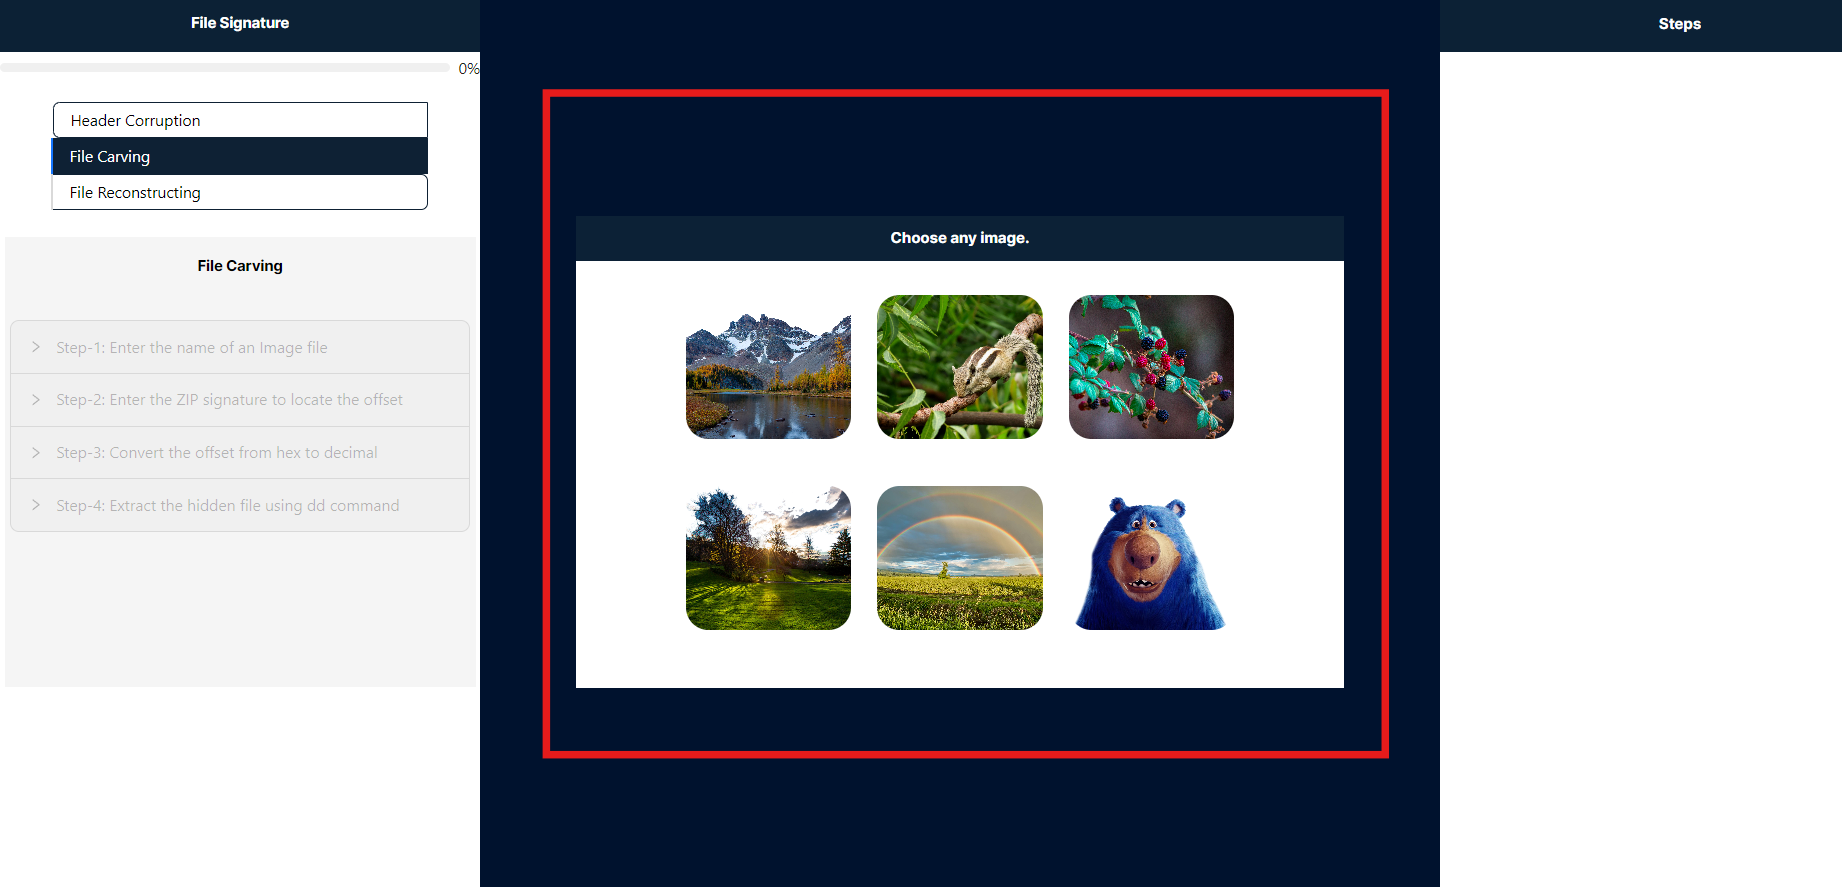 File Signature
0%
Header Corruption
File Carving
File Reconstructing
File Carving
Step-1: Enter the name of an Image file
Step-2: Enter the ZIP signature to locate the offset
Step-3: Convert the offset from hex to decimal
Step-4: Extract the hidden file using dd command
Choose any image.
Steps